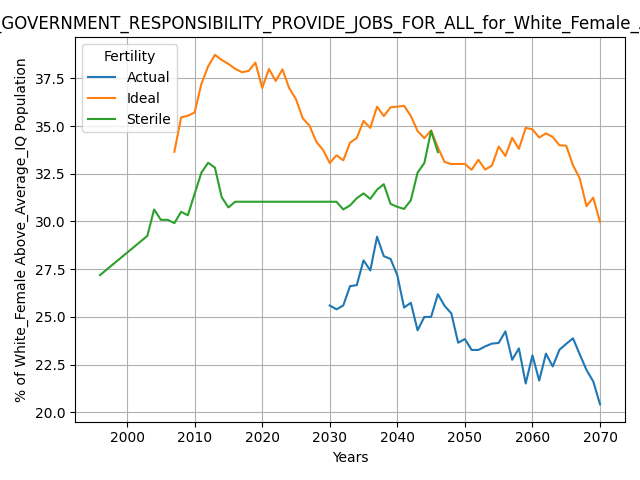 _GOVERNMENT_RESPONSIBILITY_PROVIDE_JOBS_FOR_ALL_for_White_Female_
Fertility
Actual
Ideal
Sterile
% of White_Female Above_Average_IQ Population
37.5
35.0
32.5
30.0
27.5
25.0
22.5
20.0
2000
2010
2020
2030
2040
2050
2060
2070
Years